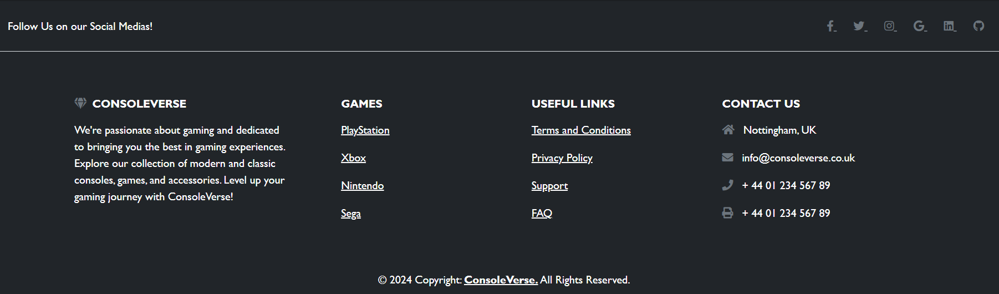 Follow Us on our Social Medias!
CONSOLEVERSE
We're passionate about gaming and dedicated
to bringing you the best in gaming experiences.
Explore our collection of modern and classic
consoles, games, and accessories. Level up your
gaming journey with ConsoleVerse!
GAMES
PlayStation
Xbox
Nintendo
Sega
USEFUL LINKS
Terms and Conditions
Privacy Policy
Support
FAQ
CONTACT US
Nottingham, UK
info@consoleverse.co.uk
+ 44 01 234 567 89
+ 44 01 234 567 89
© 2024 Copyright: ConsoleVerse. All Rights Reserved.